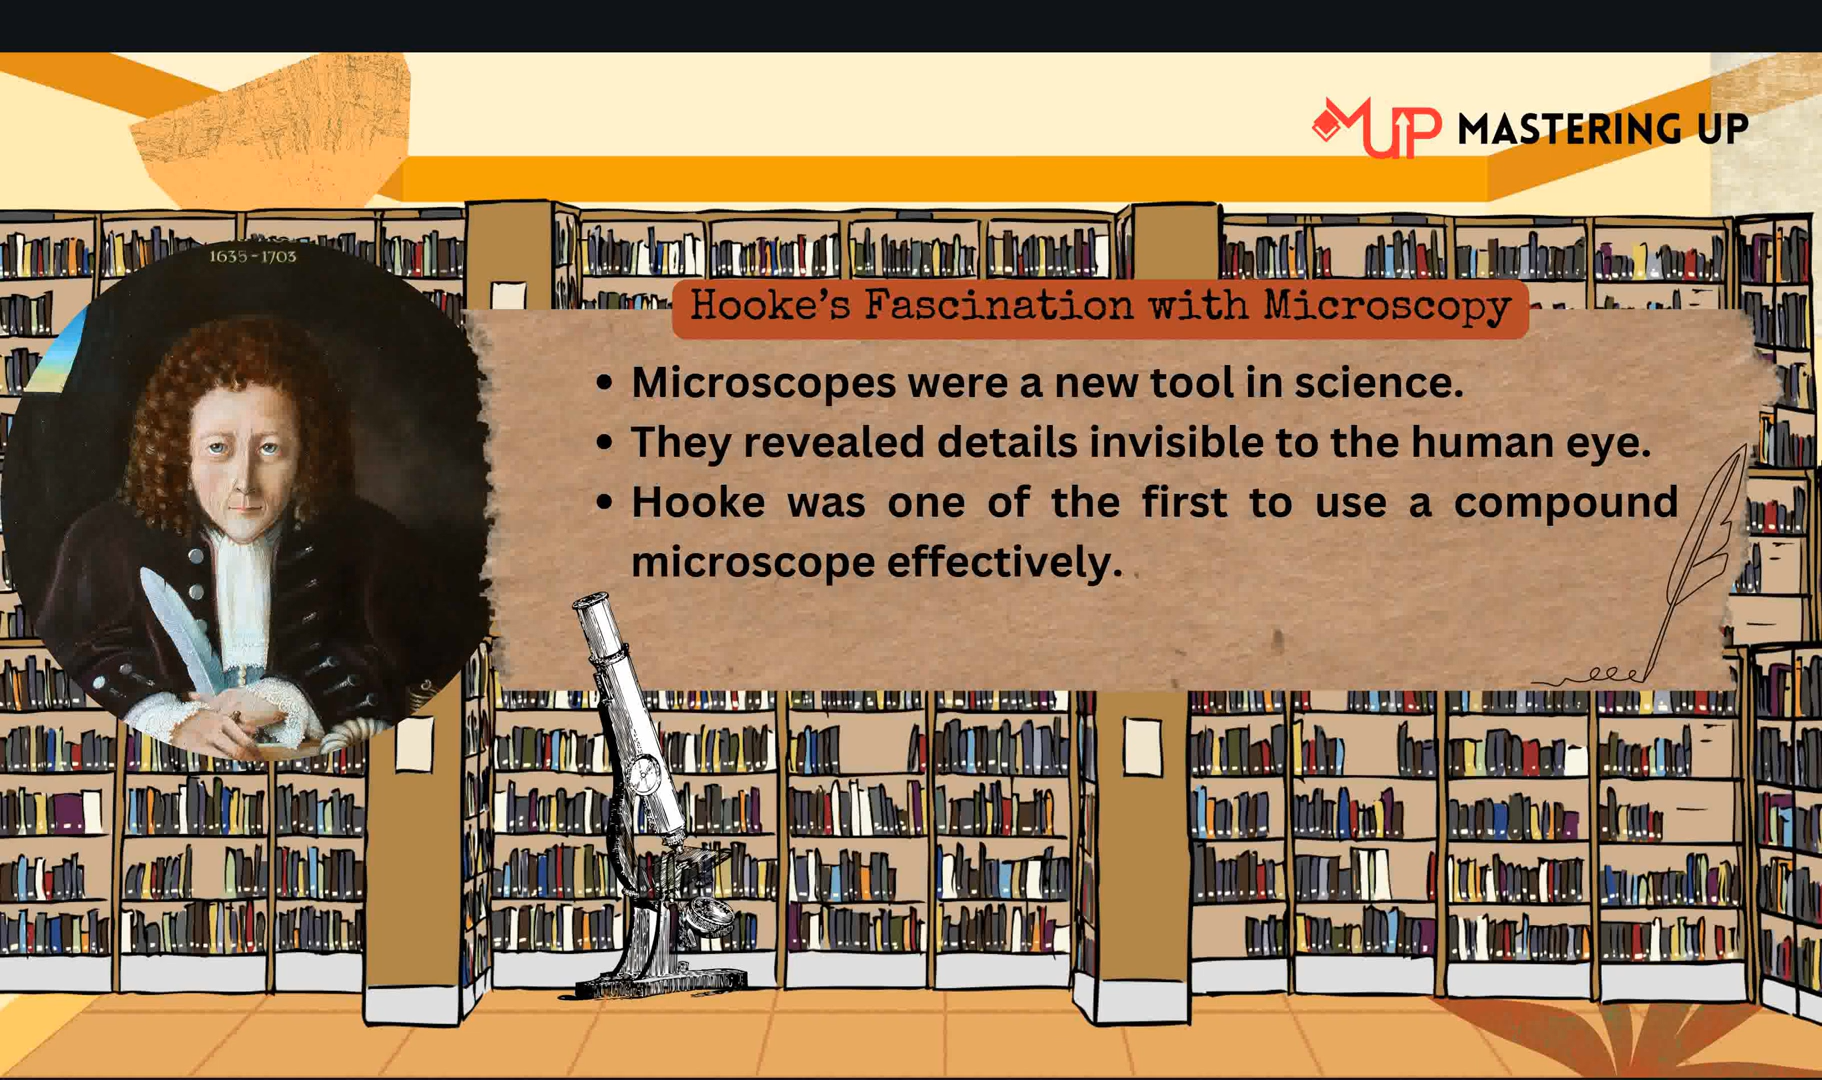 MUP MASTERING UP
1635-1703
Hooke's Fascination with Microscopy
• Microscopes were a new tool in science.
• They revealed details invisible to the human eye.
• Hooke was one of the first to use a compound
microscope effectively.